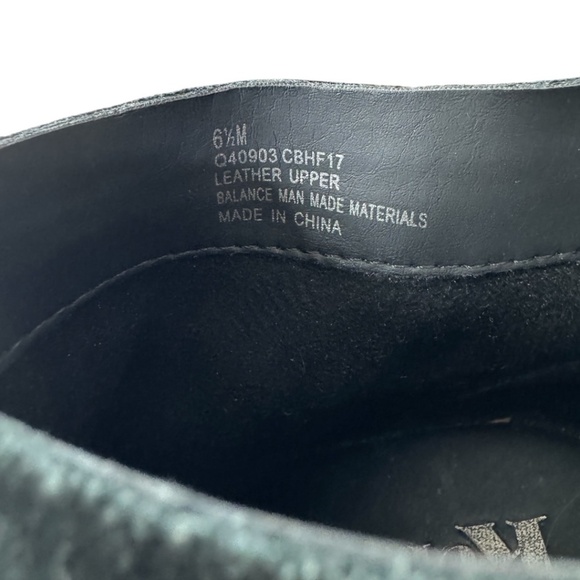 6½M
O40903 CBHF17
LEATHER UPPER
BALANCE MAN MADE MATERIALS
MADE IN CHINA